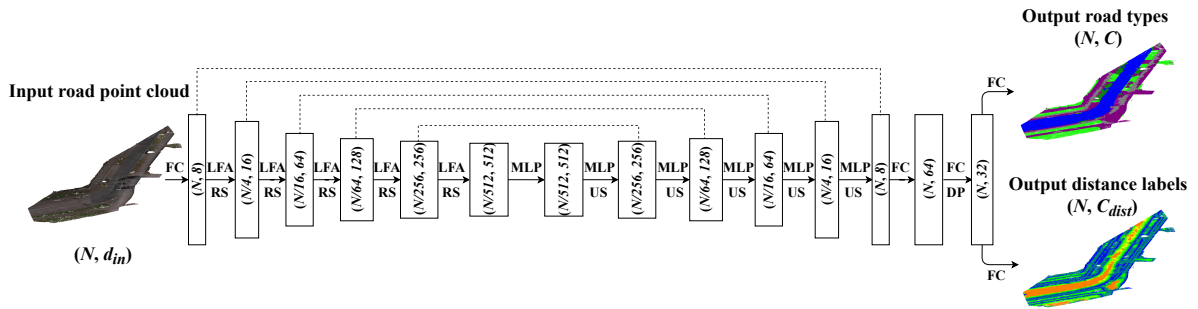 Output road types
(N, C)
Input road point cloud
(N, d_in)
FC
(N, 8)
LFA
RS
(N/4, 16)
LFA
RS
(N/16, 64)
LFA
RS
(N/64, 128)
LFA
RS
(N/256, 256)
LFA
RS
(N/512, 512)
MLP
(N/512, 512)
MLP
US
(N/256, 256)
MLP
US
(N/64, 128)
MLP
US
(N/16, 64)
MLP
US
(N/4, 16)
MLP
US
(N, 8)
FC
(N, 64)
FC
DP
(N, 32)
FC
FC
Output distance labels
(N, C_dist)